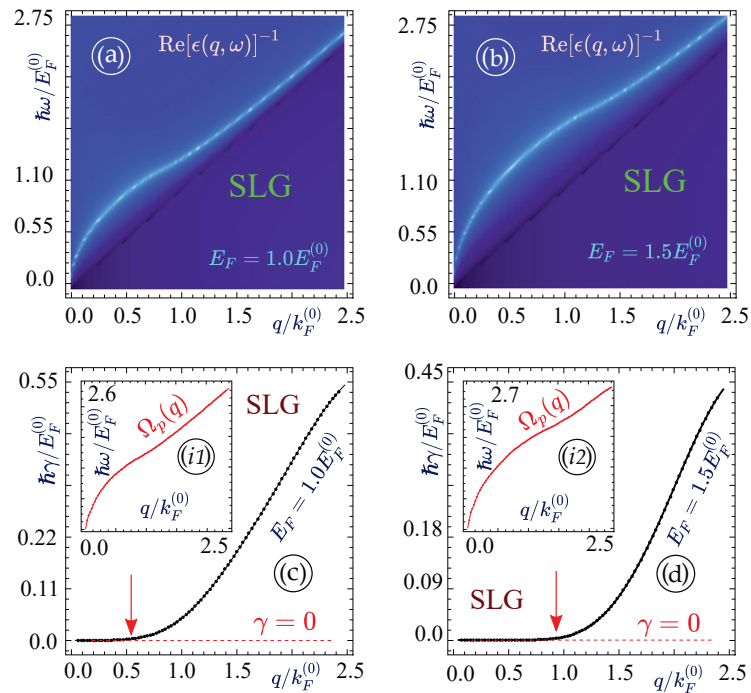 2.75
(a)
Re[ϵ(q, ω)]⁻¹
ħω/E_F^(0)
1.10
SLG
0.55
E_F = 1.0E_F^(0)
0.0
0.0 0.5 1.0 1.5 2.0 2.5
q/k_F^(0)
2.75
(b)
Re[ϵ(q, ω)]⁻¹
ħω/E_F^(0)
1.10
SLG
0.55
E_F = 1.5E_F^(0)
0.0
0.0 0.5 1.0 1.5 2.0 2.5
q/k_F^(0)
0.55
2.6
SLG
ħω/E_F^(0)
Ω_p(q)
(i1)
q/k_F^(0)
0.0 2.5
ħγ/E_F^(0)
E_F = 1.0E_F^(0)
0.22
0.11
(c)
γ = 0
0.0
0.0 0.5 1.0 1.5 2.0 2.5
q/k_F^(0)
0.45
2.7
ħω/E_F^(0)
Ω_p(q)
(i2)
q/k_F^(0)
0.0 2.5
ħγ/E_F^(0)
E_F = 1.5E_F^(0)
0.18
0.09
SLG
(d)
γ = 0
0.0
0.0 0.5 1.0 1.5 2.0 2.5
q/k_F^(0)